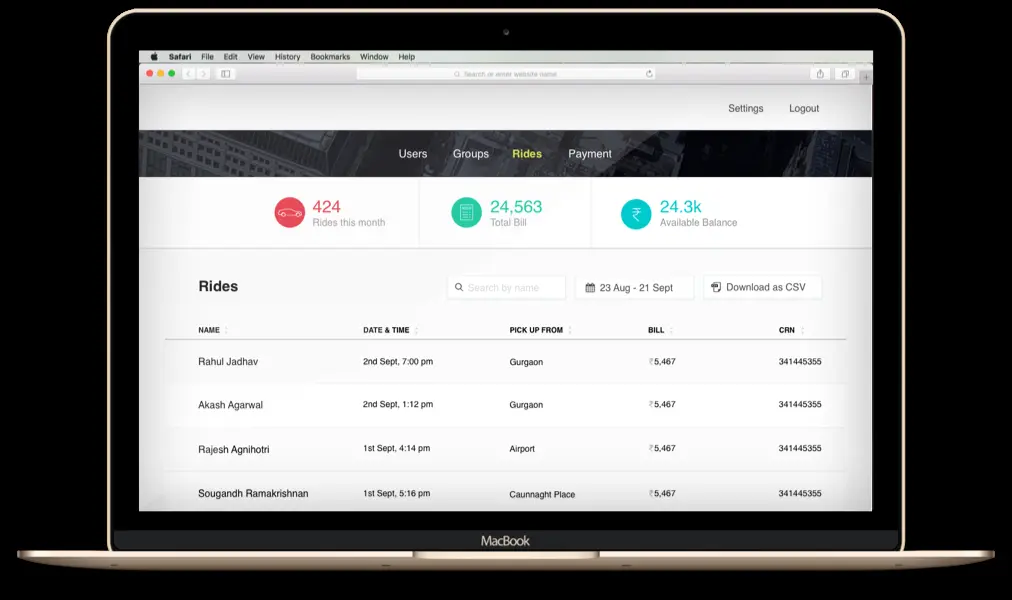 Safari File Edit View History Bookmarks Window Help
Search or enter website name
Settings Logout
Users Groups Rides Payment
424
Rides this month
24,563
Total Bill
24.3k
Available Balance
Rides
Search by name
23 Aug - 21 Sept
Download as CSV
NAME DATE & TIME PICK UP FROM BILL CRN
Rahul Jadhav 2nd Sept, 7:00 pm Gurgaon ₹5,467 341445355
Akash Agarwal 2nd Sept, 1:12 pm Gurgaon ₹5,467 341445355
Rajesh Agnihotri 1st Sept, 4:14 pm Airport ₹5,467 341445355
Sougandh Ramakrishnan 1st Sept, 5:16 pm Caunnaght Place ₹5,467 341445355
MacBook